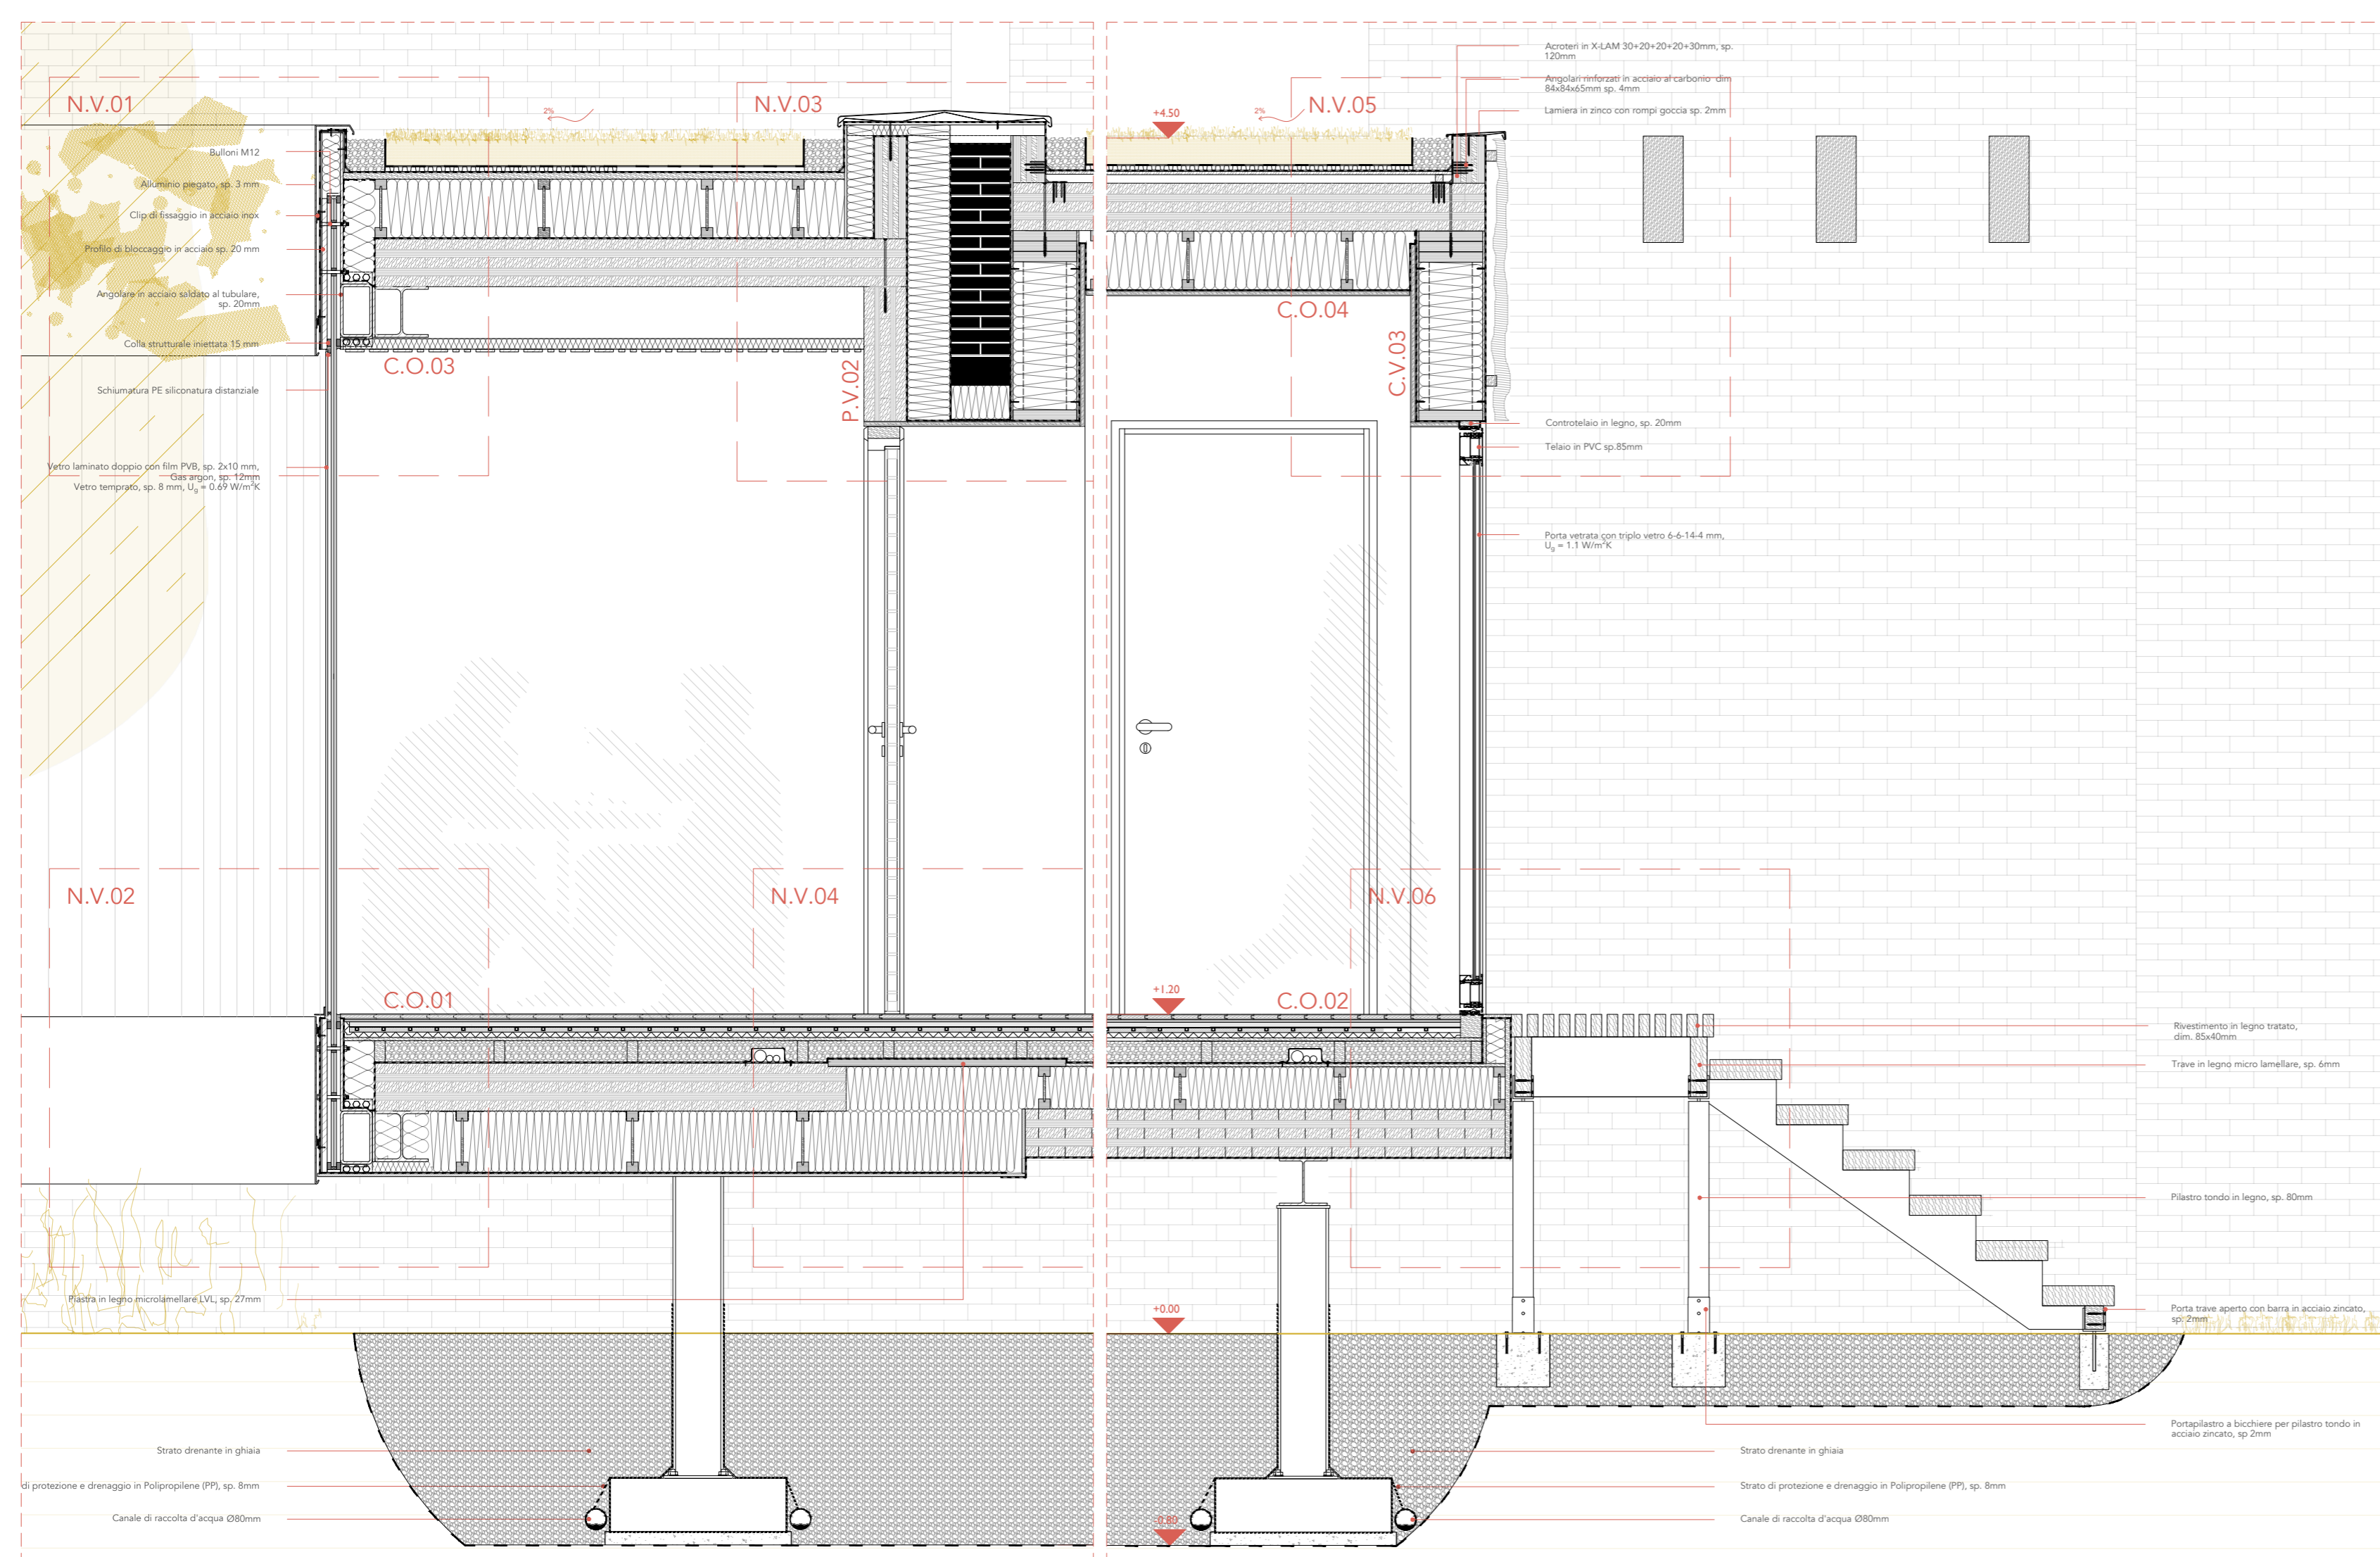 N.V.01
2%
N.V.03
+4.50
2%
N.V.05
Acroteri in X-LAM 30+20+20+20+30mm, sp.
120mm
Angolari rinforzati in acciaio al carbonio dim
84x84x65mm sp. 4mm
Lamiera in zinco con rompi goccia sp. 2mm
Bulloni M12
Alluminio piegato, sp. 3 mm
Clip di fissaggio in acciaio inox
Profilo di bloccaggio in acciaio sp. 20 mm
Angolare in acciaio saldato al tubulare,
sp. 20mm
Colla strutturale iniettata 15 mm
Schiumatura PE siliconatura distanziale
Vetro laminato doppio con film PVB, sp. 2x10 mm,
Gas argon, sp. 12mm
Vetro temprato, sp. 8 mm, Ug = 0.69 W/m²K
C.O.03
P.V.02
C.O.04
C.V.03
Controtelaio in legno, sp. 20mm
Telaio in PVC sp.85mm
Porta vetrata con triplo vetro 6-6-14-4 mm,
Ug = 1.1 W/m²K
N.V.02
N.V.04
N.V.06
C.O.01
+1.20
C.O.02
Rivestimento in legno tratato,
dim. 85x40mm
Trave in legno micro lamellare, sp. 6mm
Pilastro tondo in legno, sp. 80mm
Piastra in legno microlamellare LVL, sp. 27mm
+0.00
Porta trave aperto con barra in acciaio zincato,
sp. 2mm
Portapilastro a bicchiere per pilastro tondo in
acciaio zincato, sp 2mm
Strato drenante in ghiaia
di protezione e drenaggio in Polipropilene (PP), sp. 8mm
Canale di raccolta d'acqua Ø80mm
-0.80
Strato drenante in ghiaia
Strato di protezione e drenaggio in Polipropilene (PP), sp. 8mm
Canale di raccolta d'acqua Ø80mm